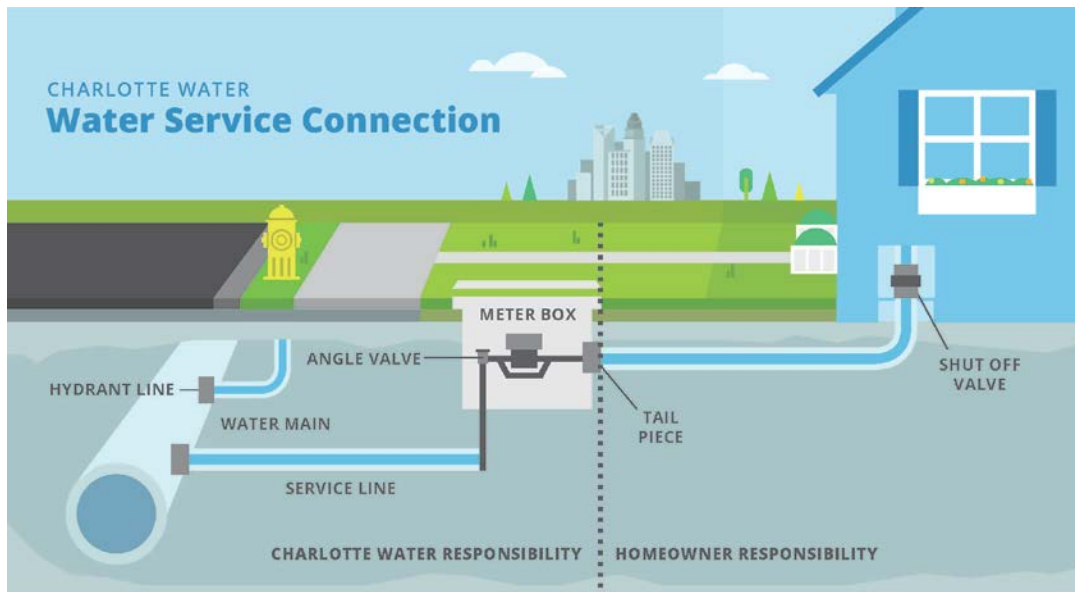 CHARLOTTE WATER
Water Service Connection
METER BOX
ANGLE VALVE
HYDRANT LINE
SHUT OFF
VALVE
WATER MAIN
TAIL
PIECE
SERVICE LINE
CHARLOTTE WATER RESPONSIBILITY
HOMEOWNER RESPONSIBILITY